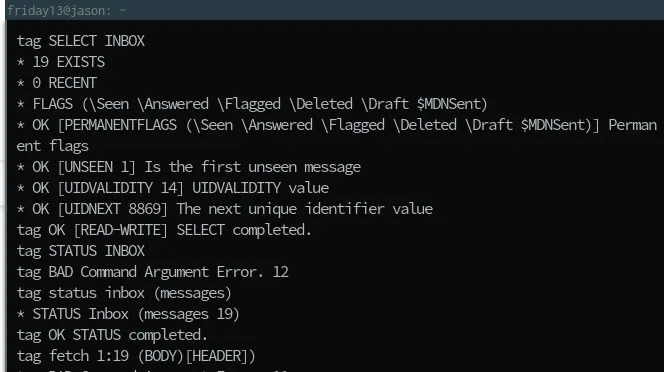 friday13@jason: ~
tag SELECT INBOX
* 19 EXISTS
* 0 RECENT
* FLAGS (\Seen \Answered \Flagged \Deleted \Draft $MDNSent)
* OK [PERMANENTFLAGS (\Seen \Answered \Flagged \Deleted \Draft $MDNSent)] Perman
ent flags
* OK [UNSEEN 1] Is the first unseen message
* OK [UIDVALIDITY 14] UIDVALIDITY value
* OK [UIDNEXT 8869] The next unique identifier value
tag OK [READ-WRITE] SELECT completed.
tag STATUS INBOX
tag BAD Command Argument Error. 12
tag status inbox (messages)
* STATUS Inbox (messages 19)
tag OK STATUS completed.
tag fetch 1:19 (BODY)[HEADER])